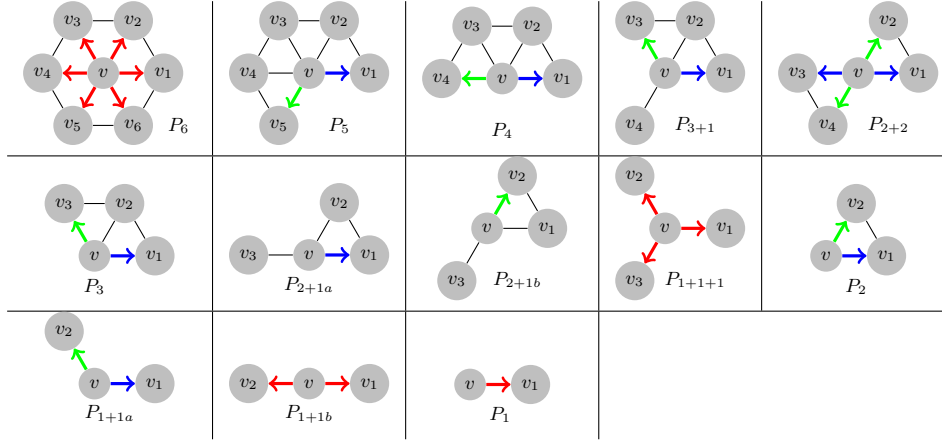 v3 v2
v4 v v1
v5 v6
P6
v3 v2
v4 v v1
v5
P5
v3 v2
v4 v v1
P4
v3 v2
v v1
v4
P3+1
v2
v3 v v1
v4
P2+2
v3 v2
v v1
P3
v2
v3 v v1
P2+1a
v2
v v1
v3
P2+1b
v2
v v1
v3
P1+1+1
v2
v v1
P2
v2
v v1
P1+1a
v2 v v1
P1+1b
v v1
P1